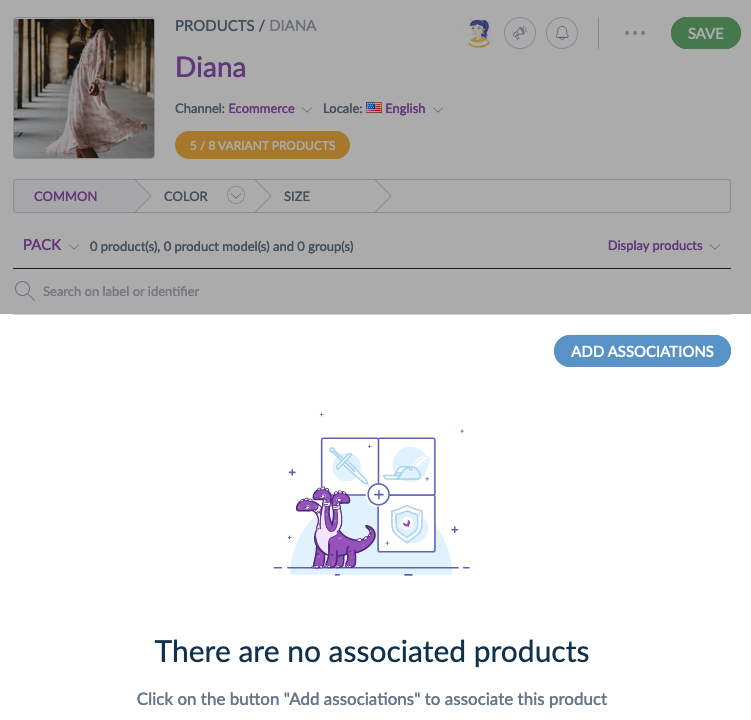 PRODUCTS / DIANA
SAVE
Diana
Channel: Ecommerce Locale: English
5 / 8 VARIANT PRODUCTS
COMMON COLOR SIZE
PACK 0 product(s), 0 product model(s) and 0 group(s) Display products
Search on label or identifier
ADD ASSOCIATIONS
There are no associated products
Click on the button "Add associations" to associate this product